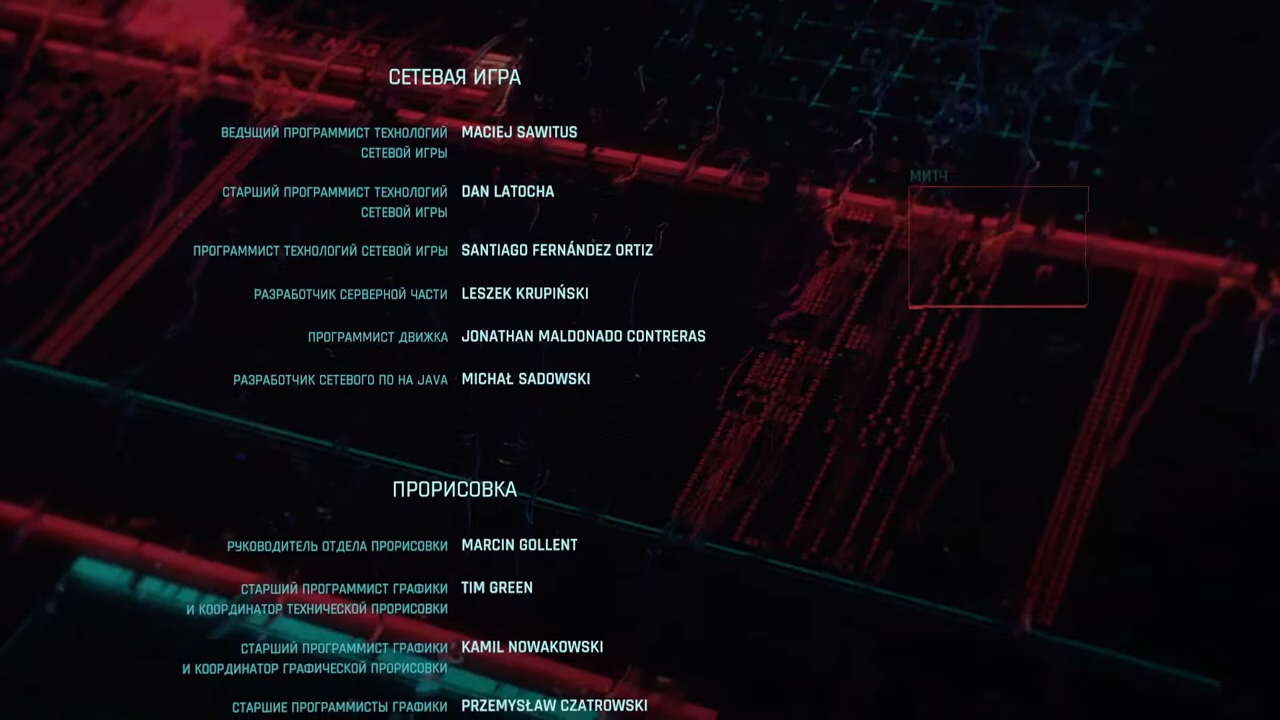 СЕТЕВАЯ ИГРА
ВЕДУЩИЙ ПРОГРАММИСТ ТЕХНОЛОГИЙ MACIEJ SAWITUS
СЕТЕВОЙ ИГРЫ
СТАРШИЙ ПРОГРАММИСТ ТЕХНОЛОГИЙ DAN LATOCHA
СЕТЕВОЙ ИГРЫ
МИТЧ
ПРОГРАММИСТ ТЕХНОЛОГИЙ СЕТЕВОЙ ИГРЫ SANTIAGO FERNÁNDEZ ORTIZ
РАЗРАБОТЧИК СЕРВЕРНОЙ ЧАСТИ LESZEK KRUPIŃSKI
ПРОГРАММИСТ ДВИЖКА JONATHAN MALDONADO CONTRERAS
РАЗРАБОТЧИК СЕТЕВОГО ПО НА JAVA MICHAŁ SADOWSKI
ПРОРИСОВКА
РУКОВОДИТЕЛЬ ОТДЕЛА ПРОРИСОВКИ MARCIN GOLLENT
СТАРШИЙ ПРОГРАММИСТ ГРАФИКИ TIM GREEN
И КООРДИНАТОР ТЕХНИЧЕСКОЙ ПРОРИСОВКИ
СТАРШИЙ ПРОГРАММИСТ ГРАФИКИ KAMIL NOWAKOWSKI
И КООРДИНАТОР ГРАФИЧЕСКОЙ ПРОРИСОВКИ
СТАРШИЕ ПРОГРАММИСТЫ ГРАФИКИ PRZEMYSŁAW CZATROWSKI